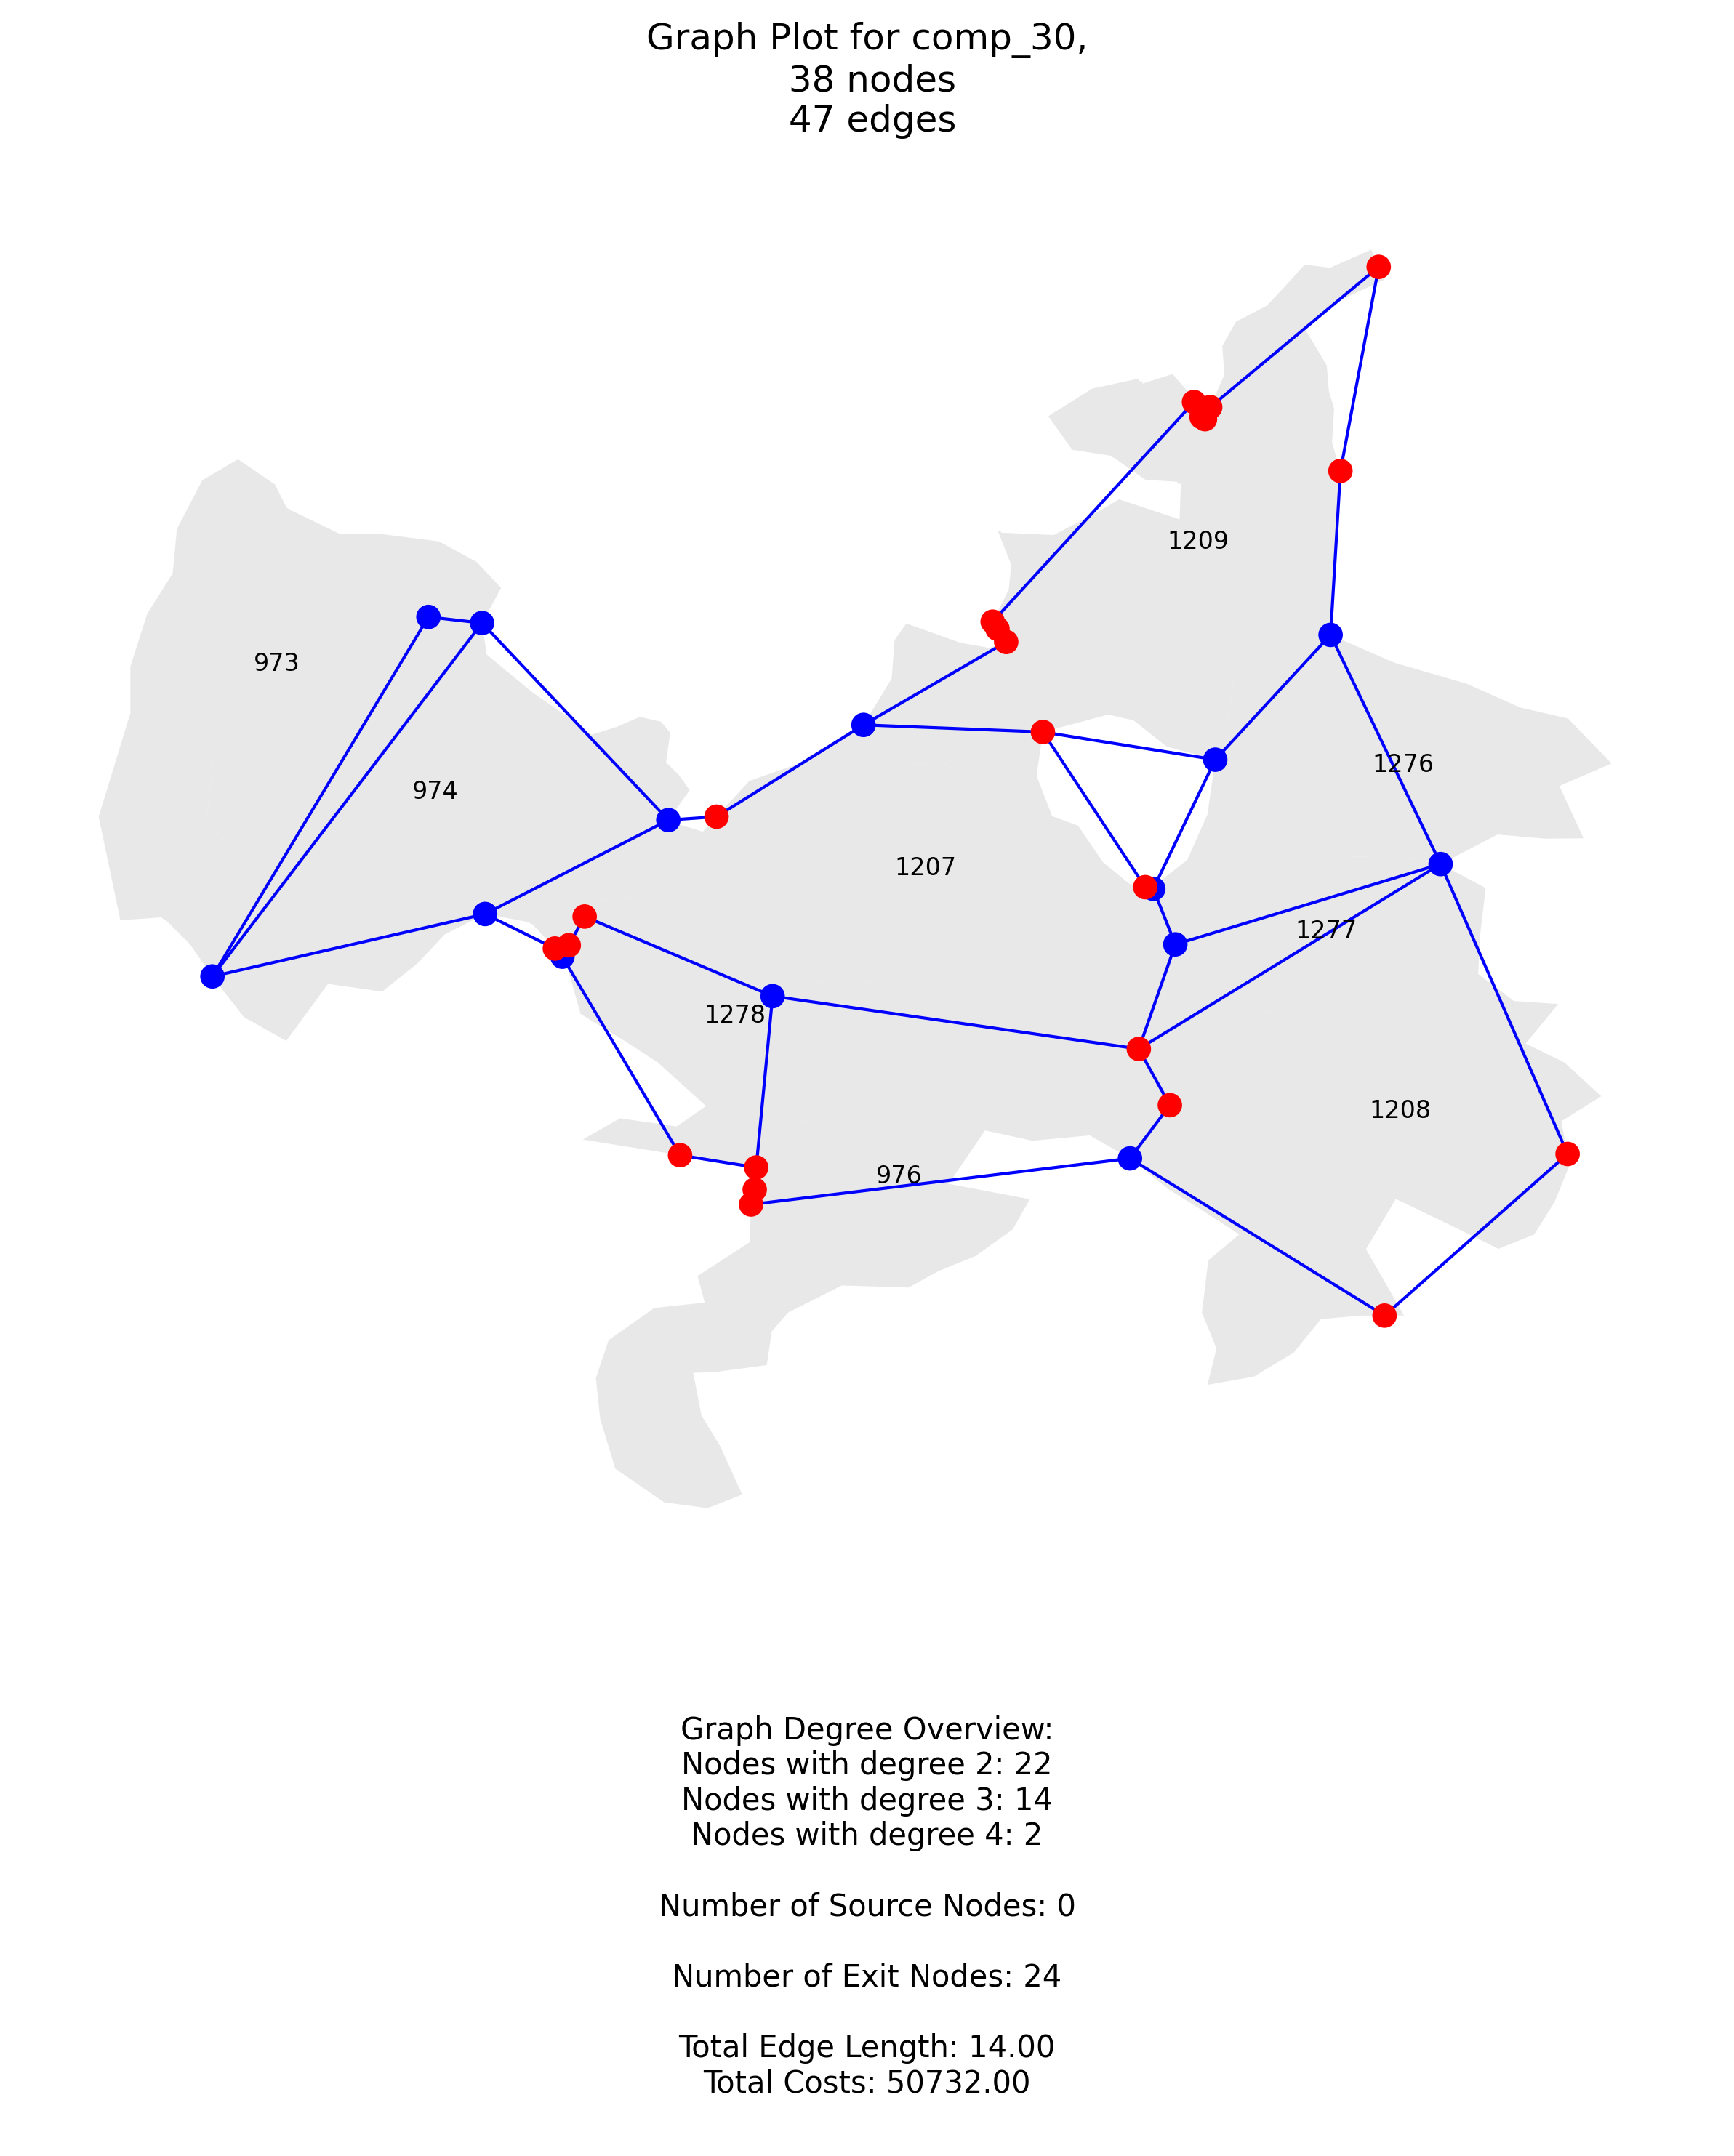 Graph Plot for comp_30,
38 nodes
47 edges
1209
973
1276
974
1207
1277
1278
1208
976
Graph Degree Overview:
Nodes with degree 2: 22
Nodes with degree 3: 14
Nodes with degree 4: 2
Number of Source Nodes: 0
Number of Exit Nodes: 24
Total Edge Length: 14.00
Total Costs: 50732.00